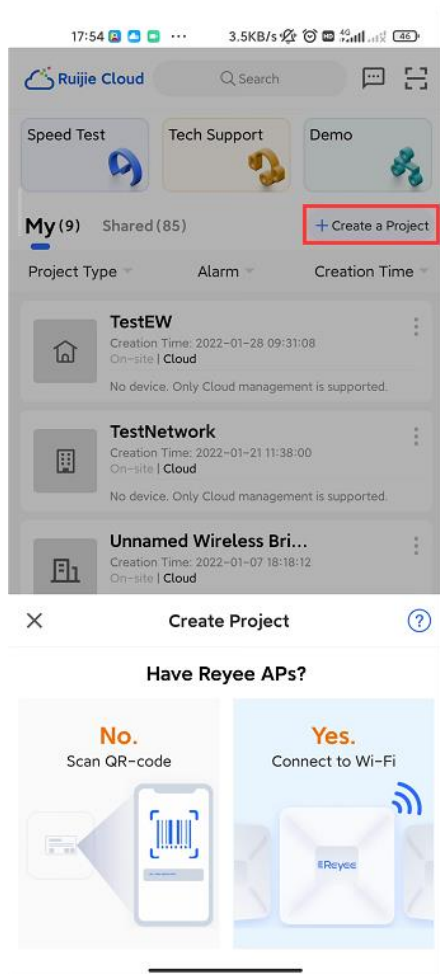 17:54 ... 3.5KB/s HD 4G 46
Ruijie Cloud Search
Speed Test Tech Support Demo
My (9) Shared (85) + Create a Project
Project Type Alarm Creation Time
TestEW
Creation Time: 2022-01-28 09:31:08
On-site | Cloud
No device. Only Cloud management is supported.
TestNetwork
Creation Time: 2022-01-21 11:38:00
On-site | Cloud
No device. Only Cloud management is supported.
Unnamed Wireless Bri...
Creation Time: 2022-01-07 18:18:12
On-site | Cloud
Create Project ?
Have Reyee APs?
No.
Scan QR-code
Yes.
Connect to Wi-Fi
Reyee